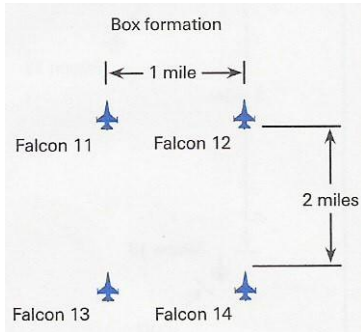 Box formation
1 mile
Falcon 11
Falcon 12
2 miles
Falcon 13
Falcon 14